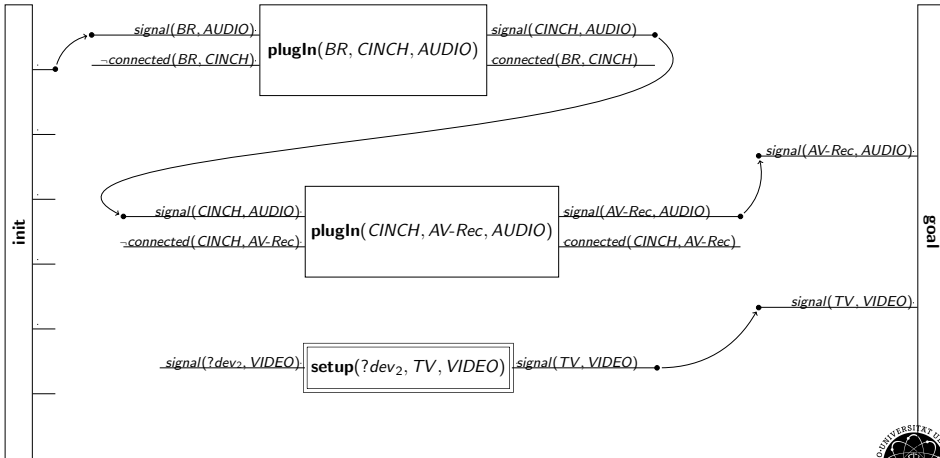 signal(BR, AUDIO)
¬connected(BR, CINCH)
plugIn(BR, CINCH, AUDIO)
signal(CINCH, AUDIO)
connected(BR, CINCH)
init
signal(CINCH, AUDIO)
¬connected(CINCH, AV-Rec)
plugIn(CINCH, AV-Rec, AUDIO)
signal(AV-Rec, AUDIO)
connected(CINCH, AV-Rec)
signal(AV-Rec, AUDIO)
goal
signal(TV, VIDEO)
signal(?dev₂, VIDEO)
setup(?dev₂, TV, VIDEO)
signal(TV, VIDEO)